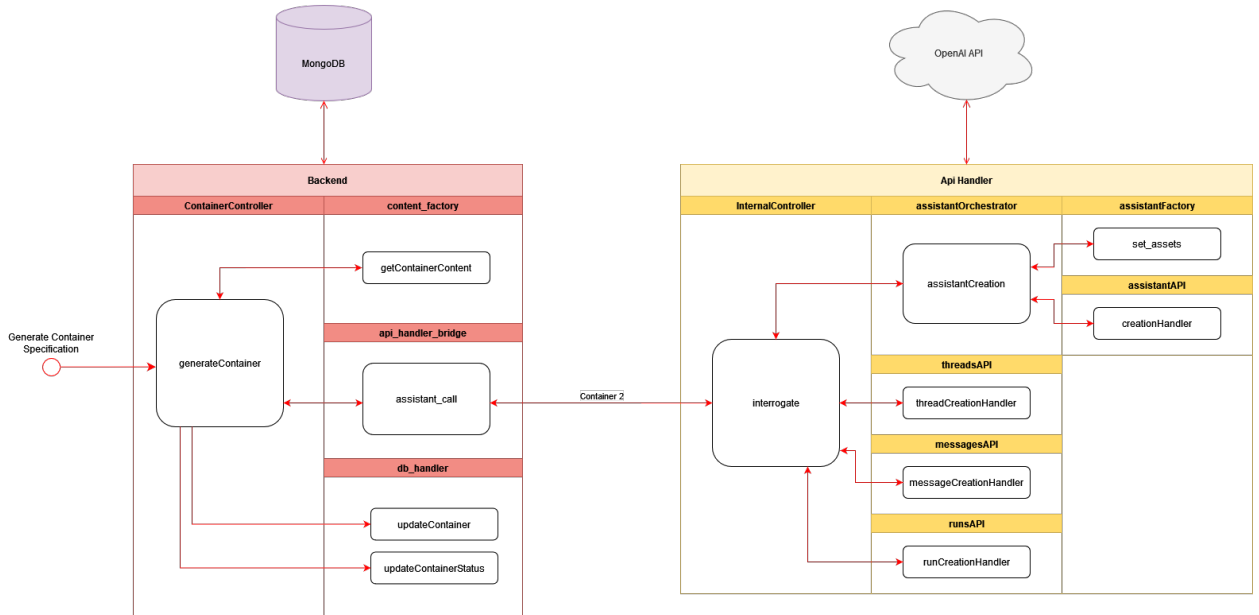 MongoDB
OpenAI API
Backend
ContainerController
content_factory
getContainerContent
Generate Container
Specification
generateContainer
api_handler_bridge
assistant_call
db_handler
updateContainer
updateContainerStatus
Container 2
Api Handler
InternalController
assistantOrchestrator
assistantFactory
set_assets
assistantCreation
assistantAPI
creationHandler
interrogate
threadsAPI
threadCreationHandler
messagesAPI
messageCreationHandler
runsAPI
runCreationHandler